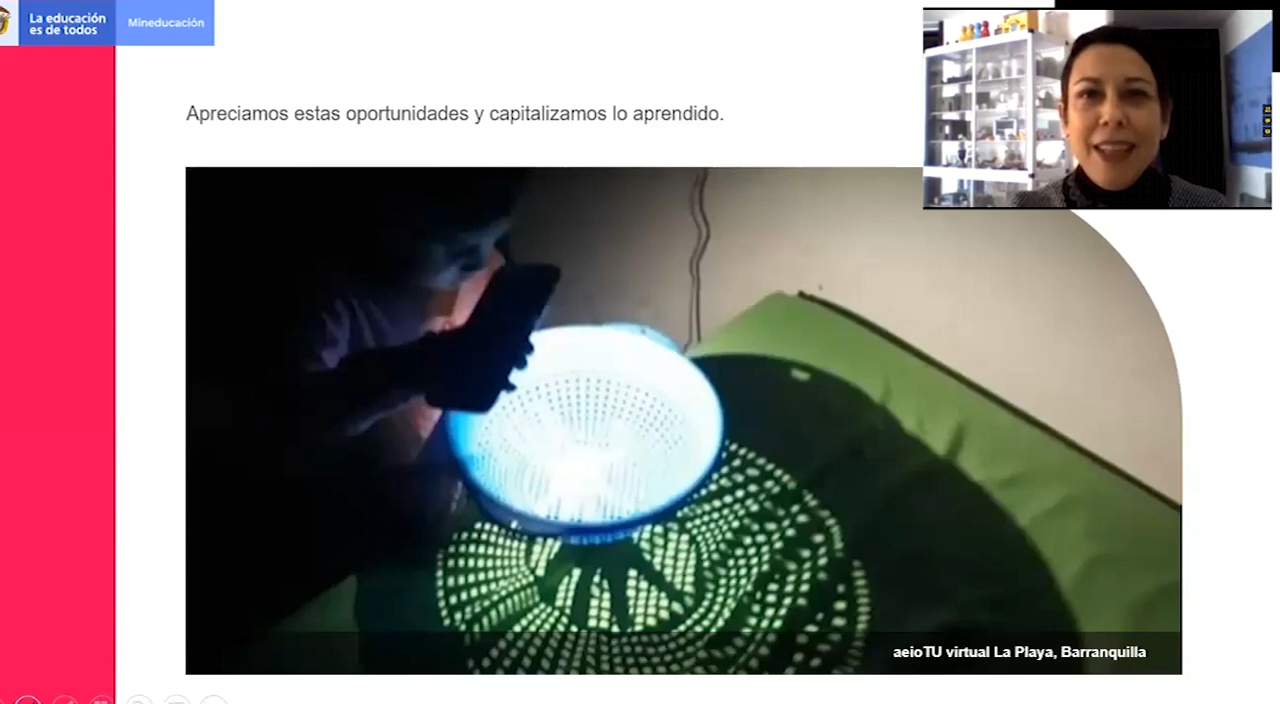 La educación
es de todos
Mineducación
Apreciamos estas oportunidades y capitalizamos lo aprendido.
aeioTU virtual La Playa, Barranquilla